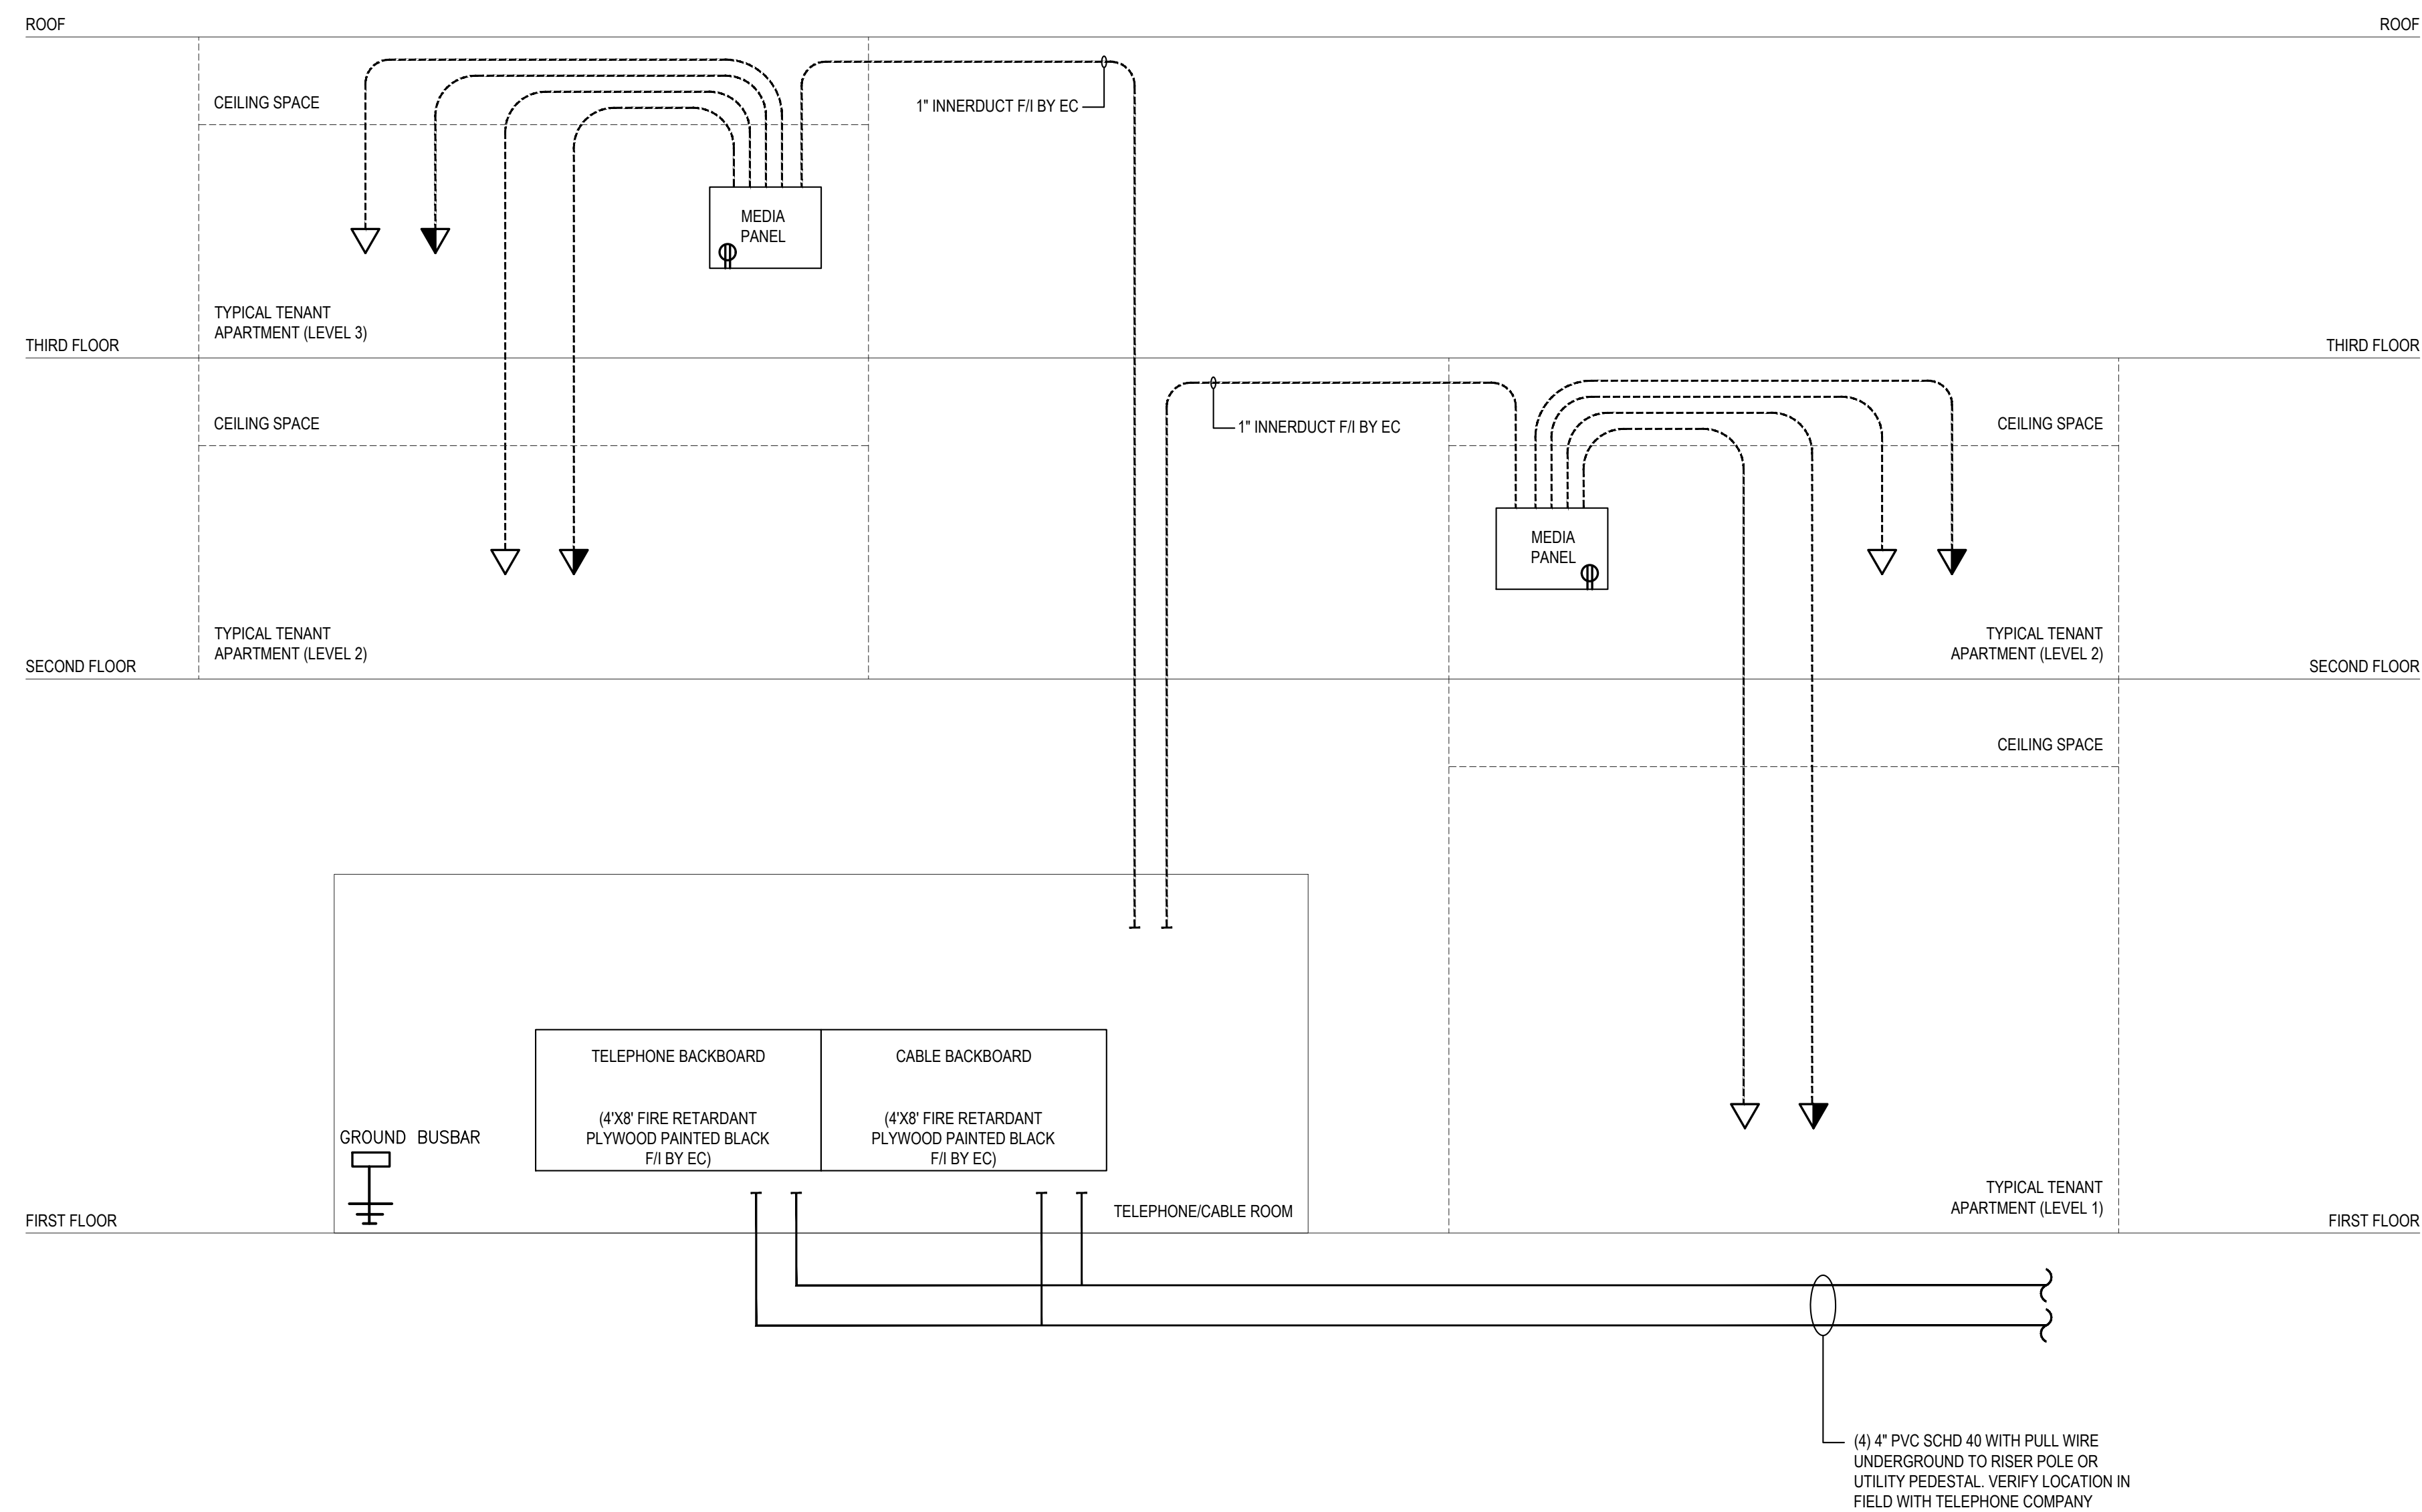 ROOF
ROOF
CEILING SPACE
1" INNERDUCT F/I BY EC
MEDIA
PANEL
TYPICAL TENANT
APARTMENT (LEVEL 3)
THIRD FLOOR
THIRD FLOOR
CEILING SPACE
1" INNERDUCT F/I BY EC
CEILING SPACE
MEDIA
PANEL
TYPICAL TENANT
APARTMENT (LEVEL 2)
TYPICAL TENANT
APARTMENT (LEVEL 2)
SECOND FLOOR
SECOND FLOOR
CEILING SPACE
TELEPHONE BACKBOARD
(4'X8' FIRE RETARDANT
PLYWOOD PAINTED BLACK
F/I BY EC)
CABLE BACKBOARD
(4'X8' FIRE RETARDANT
PLYWOOD PAINTED BLACK
F/I BY EC)
GROUND BUSBAR
TELEPHONE/CABLE ROOM
TYPICAL TENANT
APARTMENT (LEVEL 1)
FIRST FLOOR
FIRST FLOOR
(4) 4" PVC SCHD 40 WITH PULL WIRE
UNDERGROUND TO RISER POLE OR
UTILITY PEDESTAL. VERIFY LOCATION IN
FIELD WITH TELEPHONE COMPANY